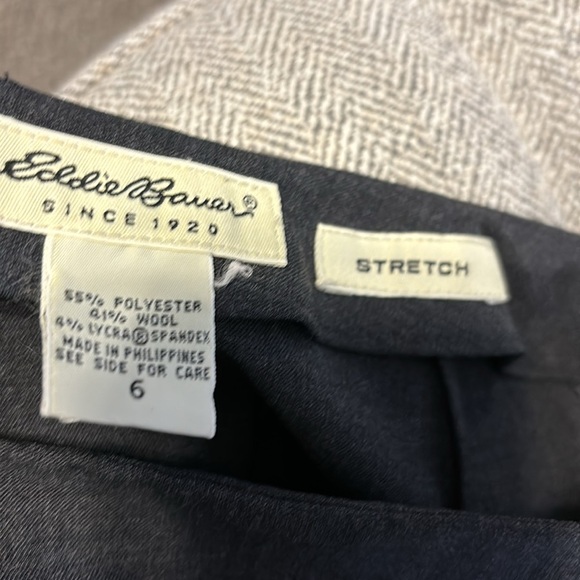 Eddie Bauer®
SINCE 1920
STRETCH
55% POLYESTER
41% WOOL
4% LYCRA®SPANDEX
MADE IN PHILIPPINES
SEE SIDE FOR CARE
6